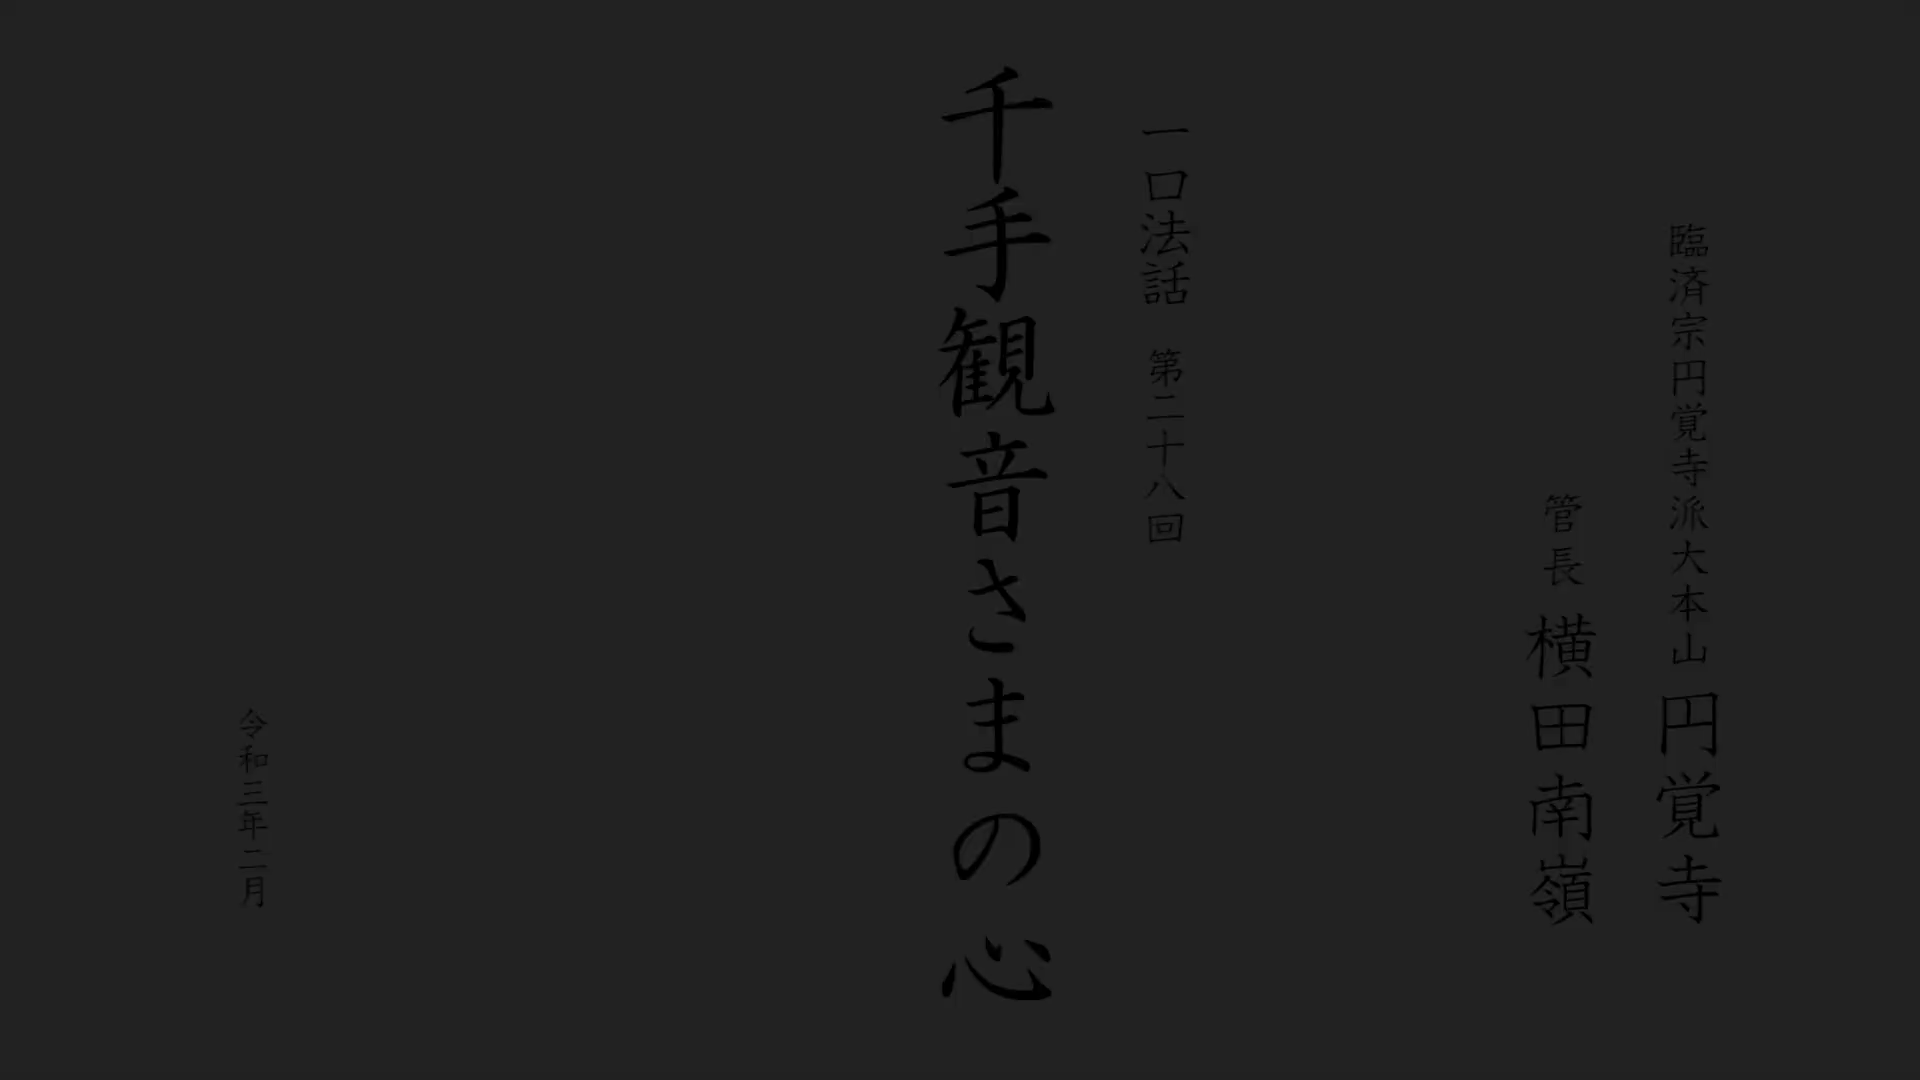 臨済宗円覚寺派大本山 円覚寺
管長 横田南嶺
一口法話 第二十八回
千手観音さまの心
令和三年二月